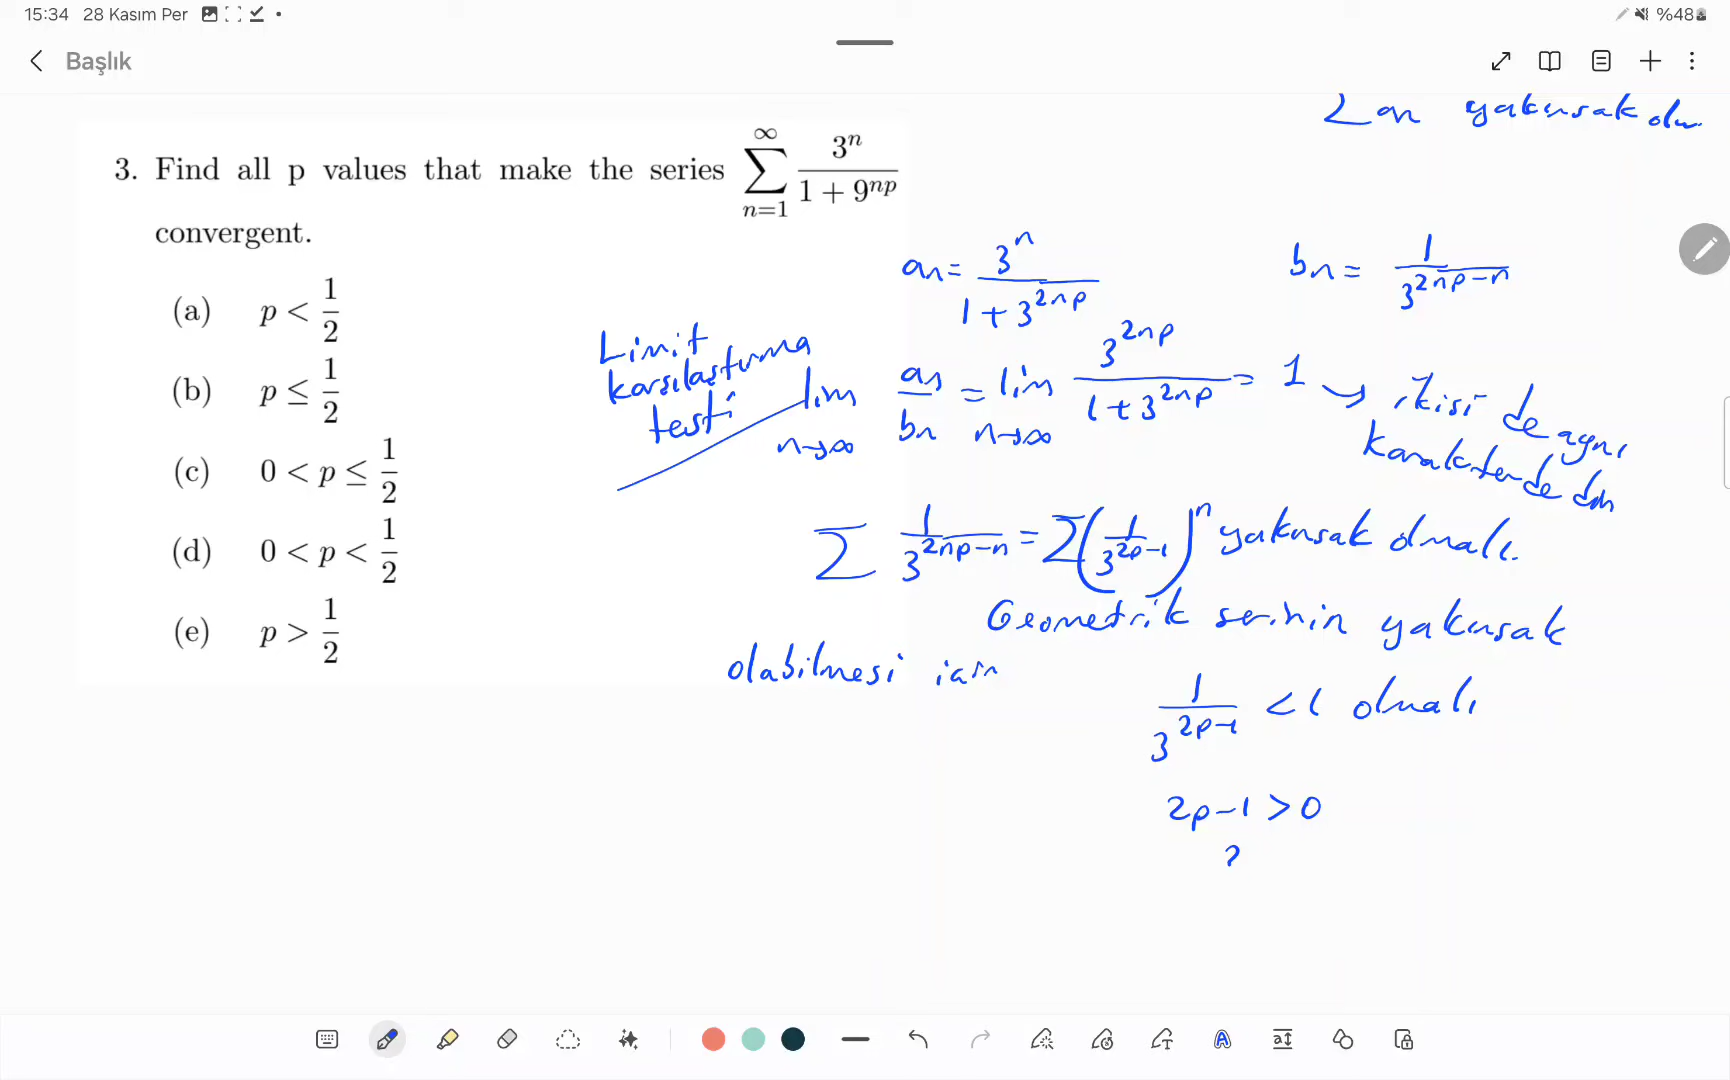 15:34 28 Kasım Per
%48
Başlık
Σ an yakınsak olur.
3. Find all p values that make the series \sum_{n=1}^{∞} \frac{3^n}{1 + 9^{np}}
convergent.
(a) p < 1/2
(b) p ≤ 1/2
(c) 0 < p ≤ 1/2
(d) 0 < p < 1/2
(e) p > 1/2
an = 3^n / (1 + 3^{2np})
bn = 1 / 3^{2np-n}
Limit
karşılaştırma
testi
lim n→∞ an/bn = lim n→∞ 3^{2np} / (1 + 3^{2np}) = 1 → ikisi de aynı
karakterde
Σ 1/3^{2np-n} = Σ (1/3^{2p-1})^n yakınsak olmalı.
Geometrik serinin yakınsak
olabilmesi için
1/3^{2p-1} < 1 olmalı
2p-1 > 0
2